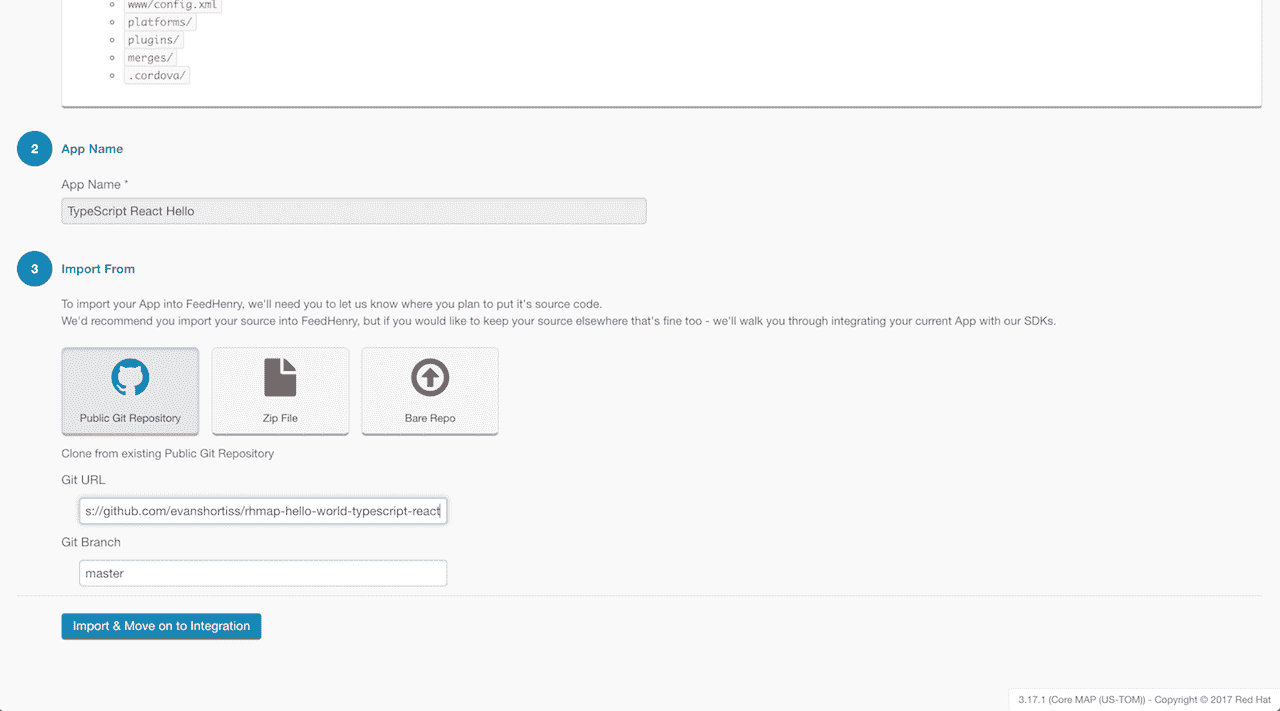 www/config.xml
platforms/
plugins/
merges/
.cordova/
2 App Name
App Name *
TypeScript React Hello
3 Import From
To import your App into FeedHenry, we'll need you to let us know where you plan to put it's source code.
We'd recommend you import your source into FeedHenry, but if you would like to keep your source elsewhere that's fine too - we'll walk you through integrating your current App with our SDKs.
Public Git Repository Zip File Bare Repo
Clone from existing Public Git Repository
Git URL
s://github.com/evanshortiss/rhmap-hello-world-typescript-react
Git Branch
master
Import & Move on to Integration
3.17.1 (Core MAP (US-TOM)) - Copyright © 2017 Red Hat